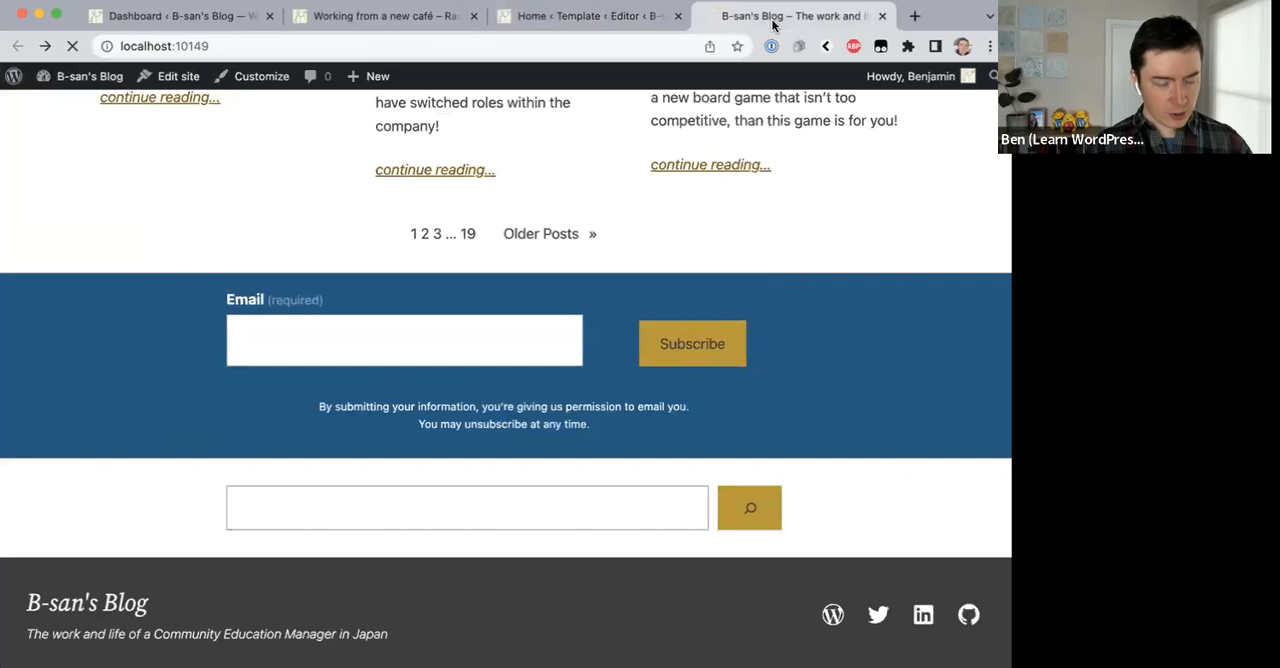 Dashboard ‹ B-san's Blog — W
Working from a new café – Ra
Home ‹ Template ‹ Editor ‹ B-
B-san's Blog – The work and li
localhost:10149
ABP
B-san's Blog
Edit site
Customize
0
New
Howdy, Benjamin
Ben (Learn WordPres...
continue reading...
have switched roles within the
company!
continue reading...
a new board game that isn't too
competitive, than this game is for you!
continue reading...
1 2 3 ... 19 Older Posts »
Email (required)
Subscribe
By submitting your information, you're giving us permission to email you.
You may unsubscribe at any time.
B-san's Blog
The work and life of a Community Education Manager in Japan